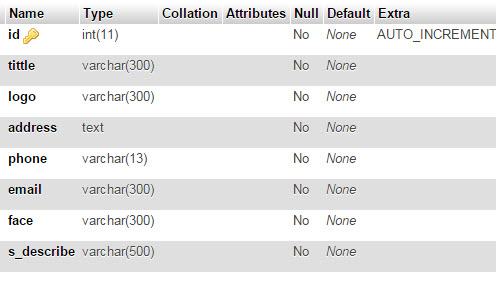 Name Type Collation Attributes Null Default Extra
id int(11) No None AUTO_INCREMENT
tittle varchar(300) No None
logo varchar(300) No None
address text No None
phone varchar(13) No None
email varchar(300) No None
face varchar(300) No None
s_describe varchar(500) No None